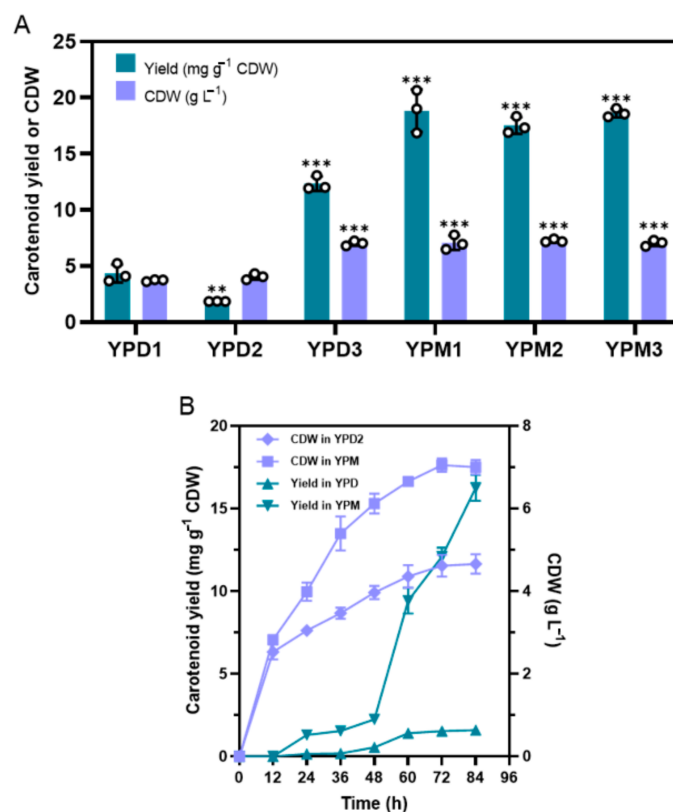 A
Carotenoid yield or CDW
25
20
15
10
5
0
Yield (mg g⁻¹ CDW)
CDW (g L⁻¹)
**
***
***
***
***
***
***
***
***
YPD1 YPD2 YPD3 YPM1 YPM2 YPM3
B
Carotenoid yield (mg g⁻¹ CDW)
20
15
10
5
0
CDW in YPD2
CDW in YPM
Yield in YPD
Yield in YPM
8
6
4
2
0
CDW (g L⁻¹)
0 12 24 36 48 60 72 84 96
Time (h)